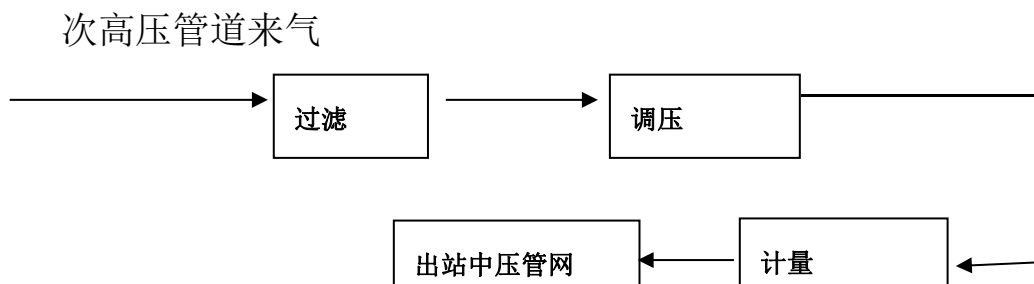 次高压管道来气
过滤
调压
出站中压管网
计量